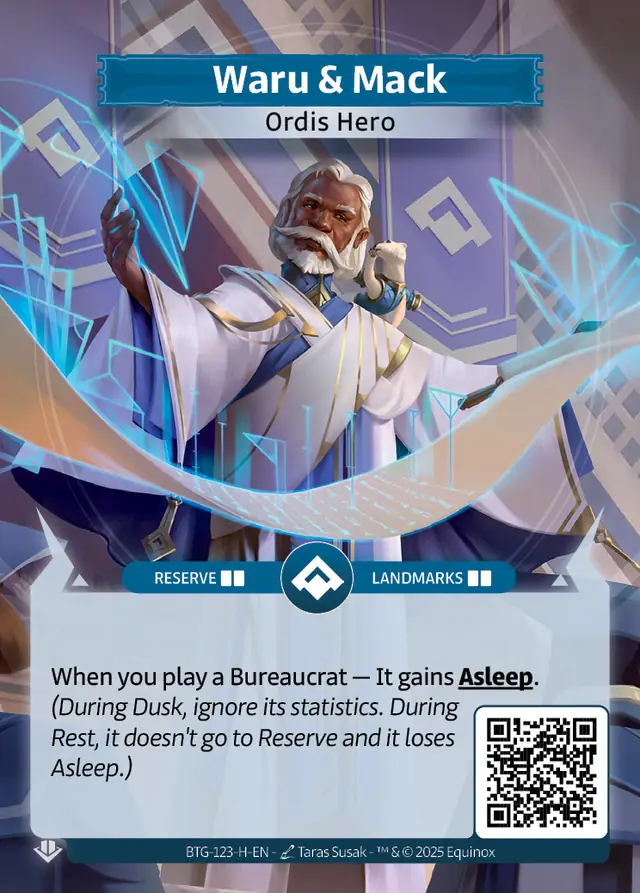 Waru & Mack
Ordis Hero
RESERVE
LANDMARKS
When you play a Bureaucrat — It gains Asleep.
(During Dusk, ignore its statistics. During
Rest, it doesn't go to Reserve and it loses
Asleep.)
BTG-123-H-EN - Taras Susak - ™ & © 2025 Equinox